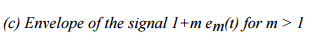 (c) Envelope of the signal 1+m em(t) for m > 1